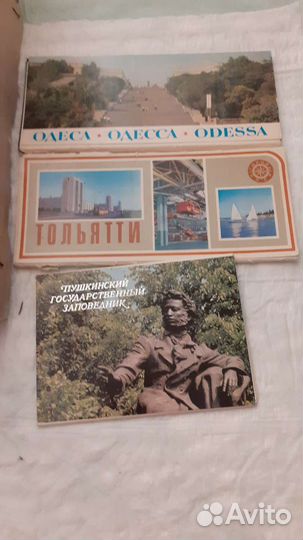 ОДЕСА • ОДЕССА • ODESSA
ТОЛЬЯТТИ
ПУШКИНСКИЙ
ГОСУДАРСТВЕННЫЙ
ЗАПОВЕДНИК
Avito